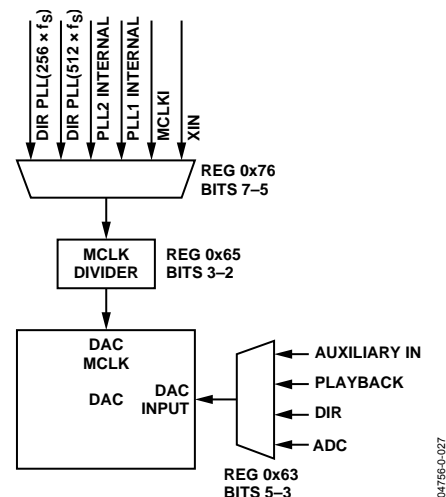 DIR PLL(256 × fS)
DIR PLL(512 × fS)
PLL2 INTERNAL
PLL1 INTERNAL
MCLKI
XIN
REG 0x76
BITS 7–5
MCLK
DIVIDER
REG 0x65
BITS 3–2
DAC
MCLK
DAC
DAC
INPUT
AUXILIARY IN
PLAYBACK
DIR
ADC
REG 0x63
BITS 5–3
04756-0-027